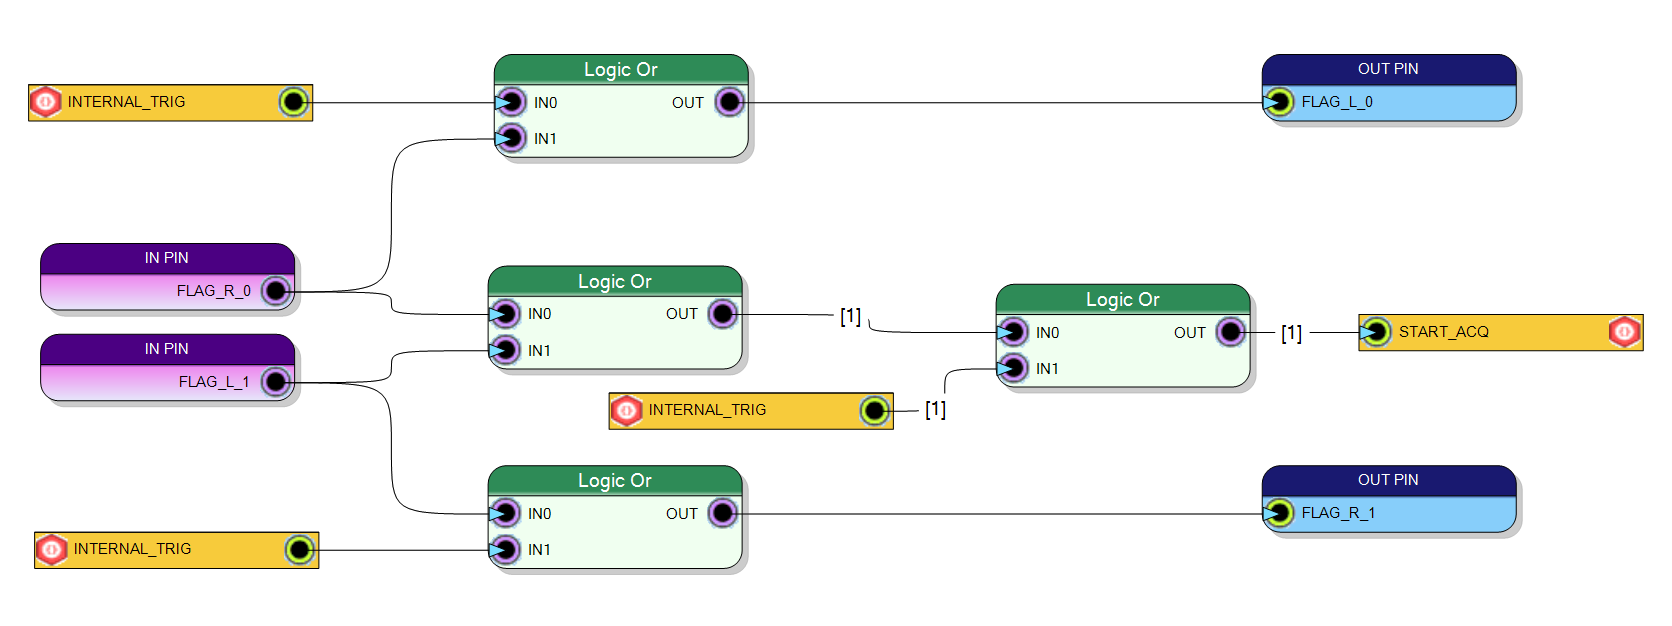 Logic Or
INTERNAL_TRIG
IN0
OUT
IN1
OUT PIN
FLAG_L_0
IN PIN
FLAG_R_0
IN PIN
FLAG_L_1
Logic Or
IN0
OUT
IN1
[1]
Logic Or
IN0
OUT
IN1
[1]
START_ACQ
INTERNAL_TRIG
[1]
Logic Or
IN0
OUT
IN1
INTERNAL_TRIG
OUT PIN
FLAG_R_1